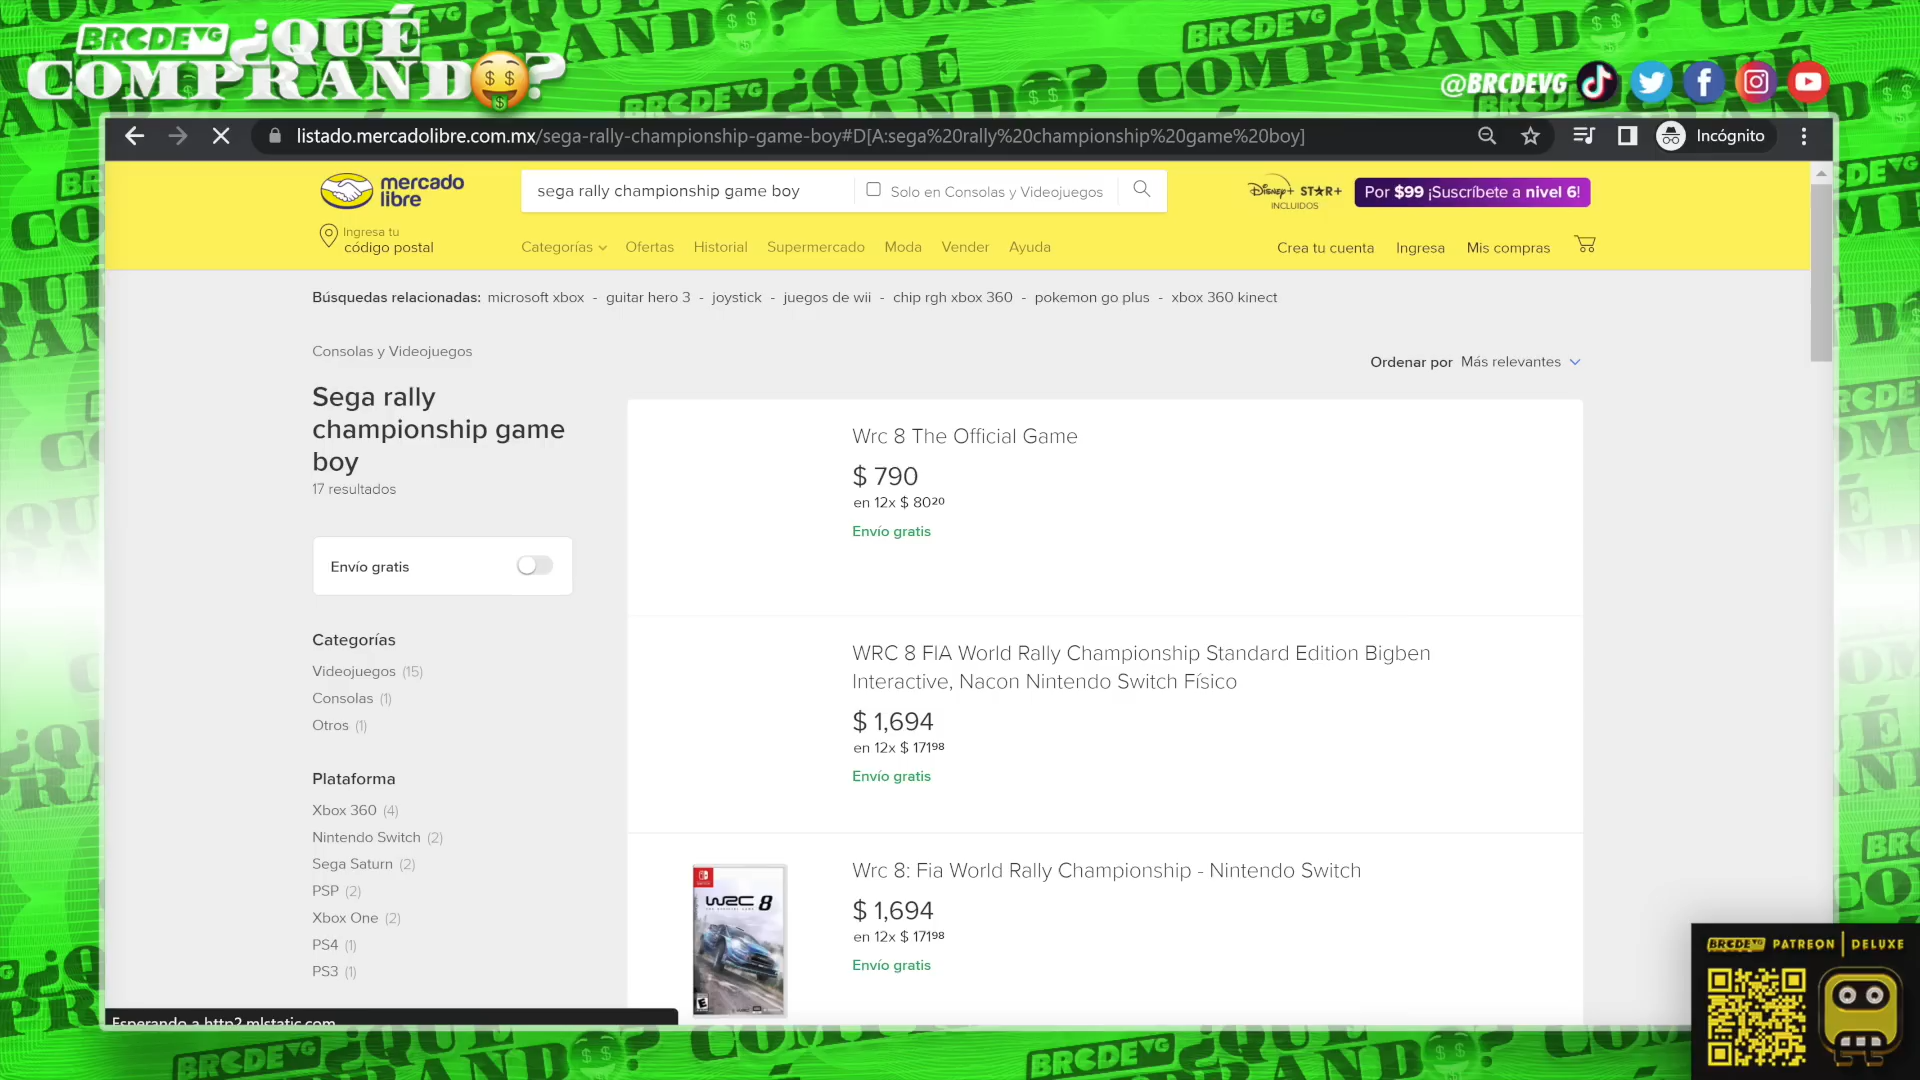 BRCDEVG ¿QUÉ
COMPRANDO?
@BRCDEVG
listado.mercadolibre.com.mx/sega-rally-championship-game-boy#D[A:sega%20rally%20championship%20game%20boy]
Incógnito
mercado
libre
sega rally championship game boy
Solo en Consolas y Videojuegos
Disney+ STAR+
INCLUIDOS
Por $99 ¡Suscríbete a nivel 6!
Ingresa tu
código postal
Categorías Ofertas Historial Supermercado Moda Vender Ayuda
Crea tu cuenta Ingresa Mis compras
Búsquedas relacionadas: microsoft xbox - guitar hero 3 - joystick - juegos de wii - chip rgh xbox 360 - pokemon go plus - xbox 360 kinect
Consolas y Videojuegos
Ordenar por Más relevantes
Sega rally
championship game
boy
17 resultados
Envío gratis
Categorías
Videojuegos (15)
Consolas (1)
Otros (1)
Plataforma
Xbox 360 (4)
Nintendo Switch (2)
Sega Saturn (2)
PSP (2)
Xbox One (2)
PS4 (1)
PS3 (1)
Wrc 8 The Official Game
$ 790
en 12x $ 80²⁰
Envío gratis
WRC 8 FIA World Rally Championship Standard Edition Bigben
Interactive, Nacon Nintendo Switch Físico
$ 1,694
en 12x $ 171⁹⁸
Envío gratis
WRC 8
Wrc 8: Fia World Rally Championship - Nintendo Switch
$ 1,694
en 12x $ 171⁹⁸
Envío gratis
Esperando a http2.mlstatic.com
BRCDEVG PATREON | DELUXE